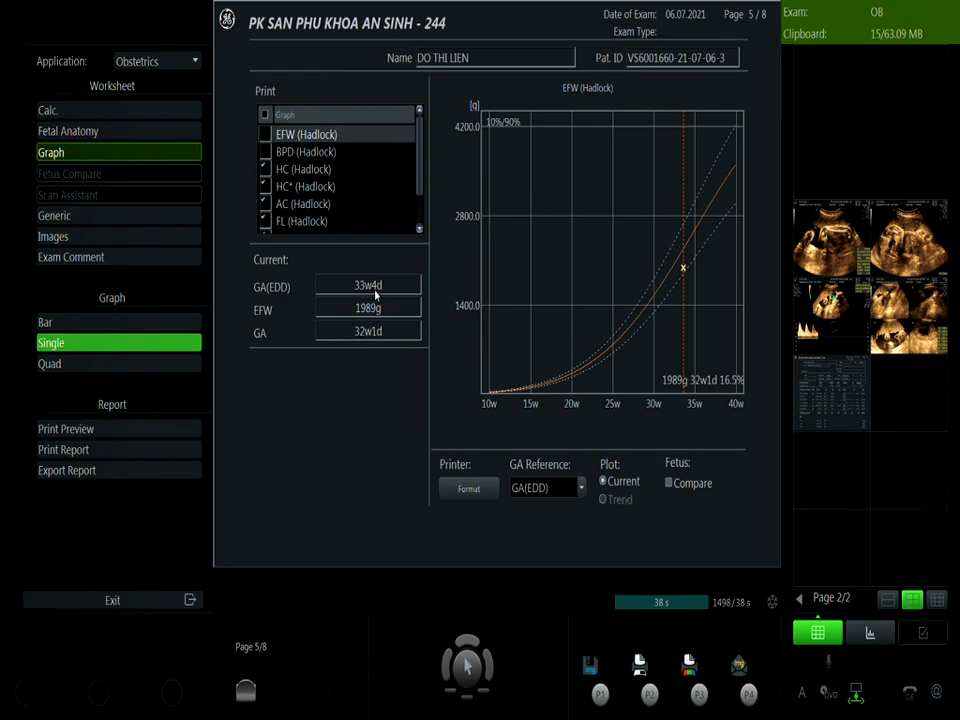 PK SAN PHU KHOA AN SINH - 244
Date of Exam: 06.07.2021 Page 5 / 8
Exam Type:
Exam: OB
Clipboard: 15/63.09 MB
Application: Obstetrics
Name DO THI LIEN Pat. ID VS6001660-21-07-06-3
Worksheet
Calc.
Fetal Anatomy
Graph
Fetus Compare
Scan Assistant
Generic
Images
Exam Comment
Graph
Bar
Single
Quad
Report
Print Preview
Print Report
Export Report
Exit
Print
Graph
EFW (Hadlock)
BPD (Hadlock)
HC (Hadlock)
HC* (Hadlock)
AC (Hadlock)
FL (Hadlock)
Current:
GA(EDD) 33w4d
EFW 1989g
GA 32w1d
EFW (Hadlock)
[g]
10%/90%
4200.0
2800.0
1400.0
1989g 32w1d 16.5%
10w 15w 20w 25w 30w 35w 40w
Printer: GA Reference: Plot: Fetus:
Format GA(EDD) Current Compare
Trend
38 s 1498/38 s
Page 2/2
Page 5/8
P1 P2 P3 P4
A DVD @